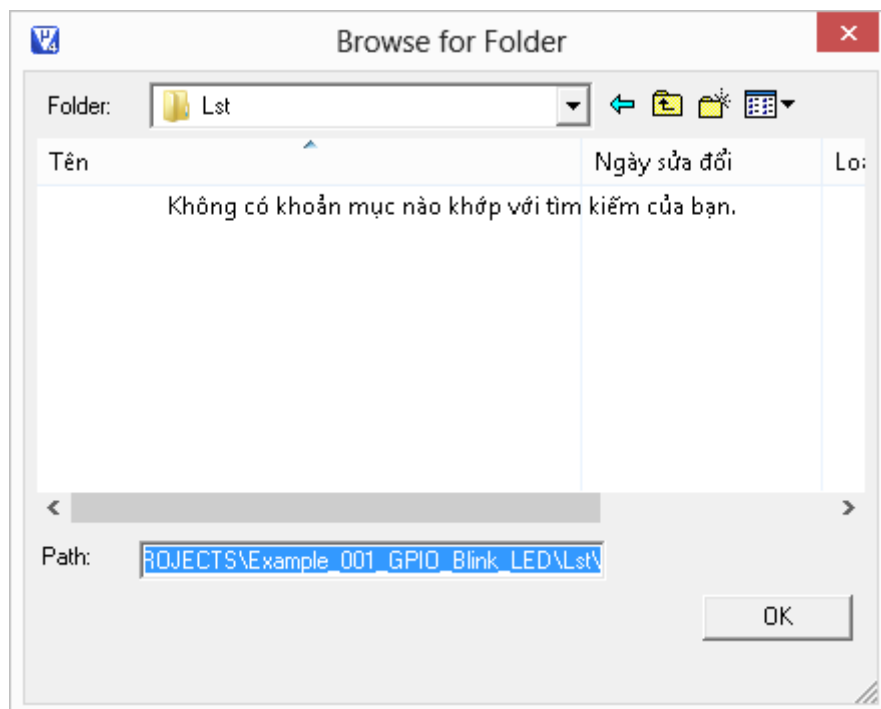 Browse for Folder
Folder: Lst
Tên Ngày sửa đổi
Không có khoản mục nào khớp với tìm kiếm của bạn.
Path: ROJECTS\Example_001_GPIO_Blink_LED\Lst\
OK